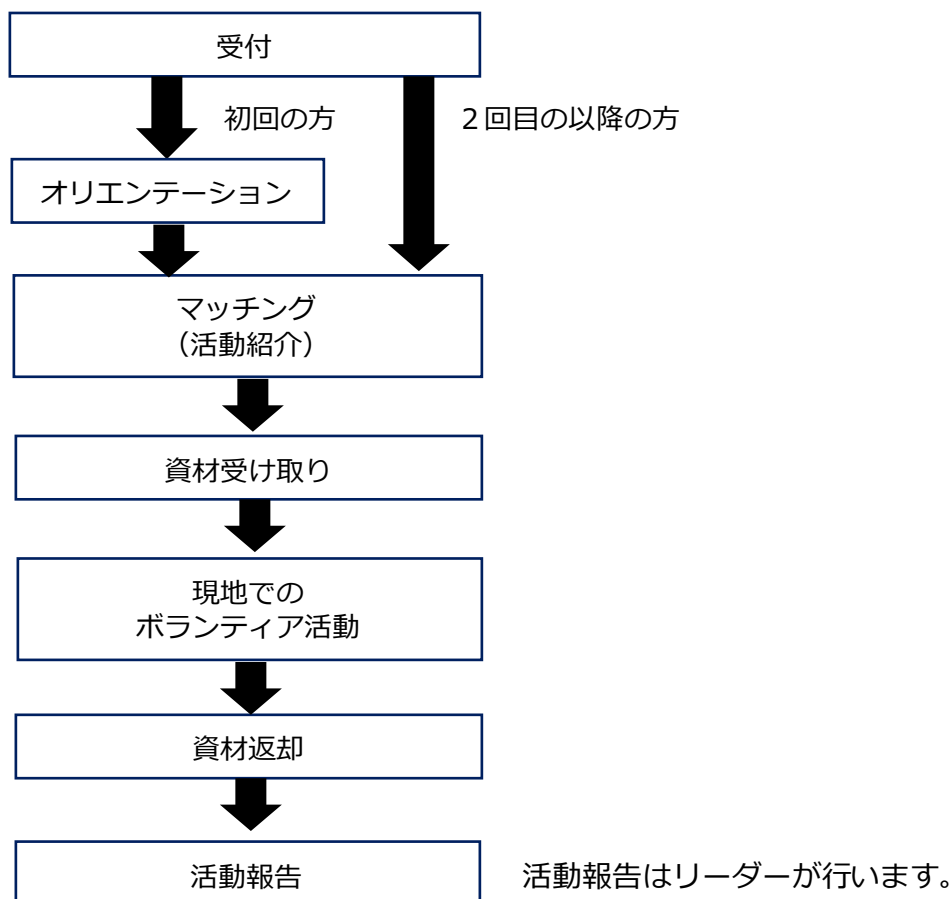 受付
初回の方
２回目の以降の方
オリエンテーション
マッチング
（活動紹介）
資材受け取り
現地での
ボランティア活動
資材返却
活動報告
活動報告はリーダーが行います。